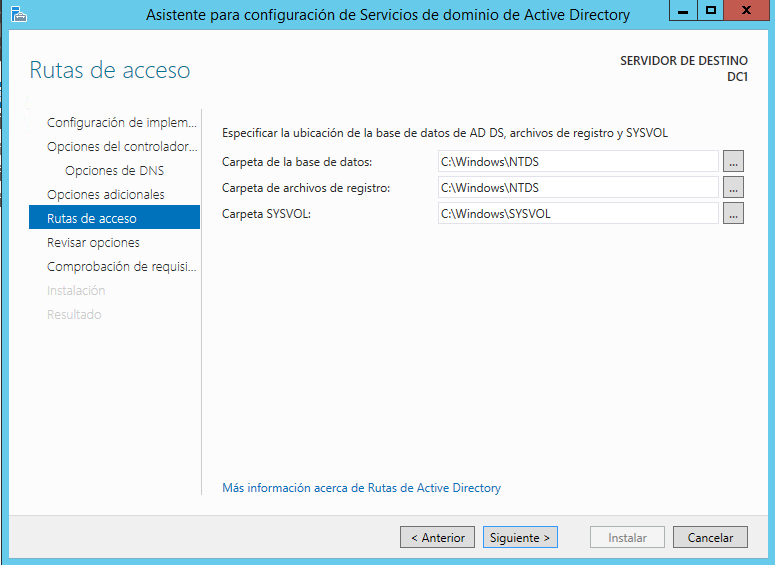 Asistente para configuración de Servicios de dominio de Active Directory
Rutas de acceso
SERVIDOR DE DESTINO
DC1
Configuración de implem...
Opciones del controlador...
Opciones de DNS
Opciones adicionales
Rutas de acceso
Revisar opciones
Comprobación de requisi...
Instalación
Resultado
Especificar la ubicación de la base de datos de AD DS, archivos de registro y SYSVOL
Carpeta de la base de datos: C:\Windows\NTDS ...
Carpeta de archivos de registro: C:\Windows\NTDS ...
Carpeta SYSVOL: C:\Windows\SYSVOL ...
Más información acerca de Rutas de Active Directory
< Anterior Siguiente > Instalar Cancelar